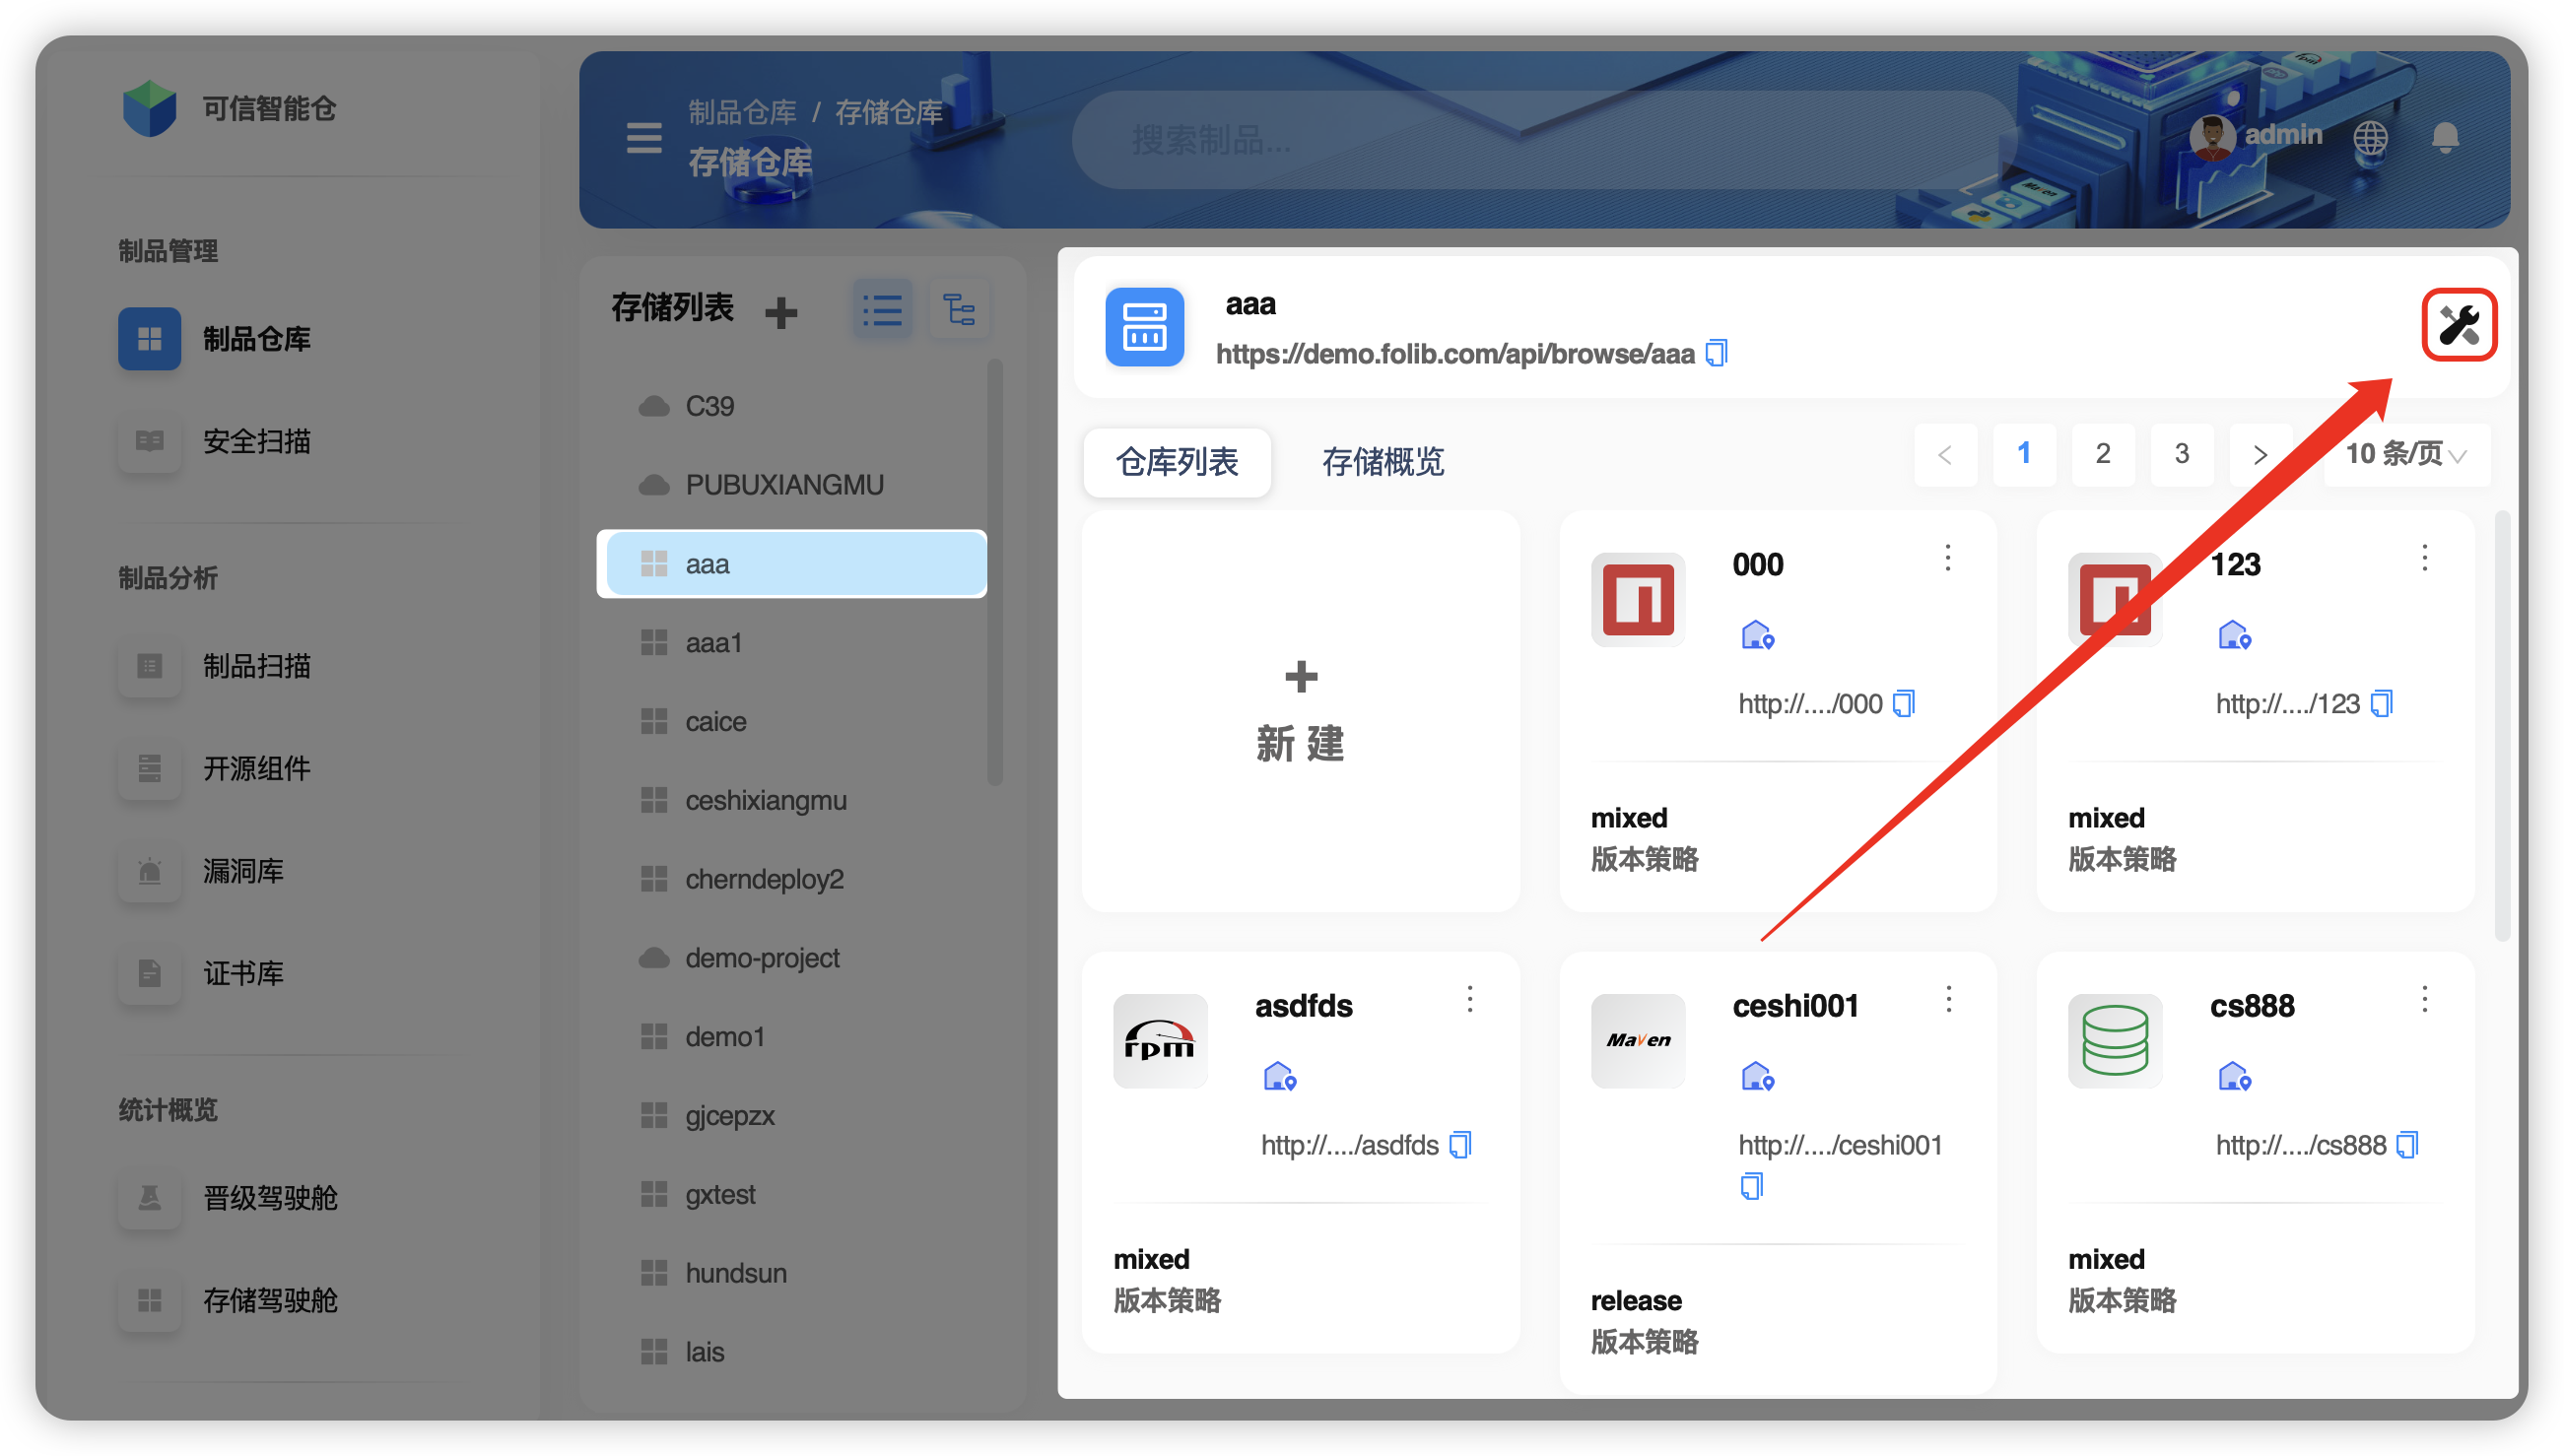 可信智能仓
制品管理
制品仓库
安全扫描
制品分析
制品扫描
开源组件
漏洞库
证书库
统计概览
晋级驾驶舱
存储驾驶舱
制品仓库 / 存储仓库
存储仓库
搜索制品...
admin
rpm
Maven
存储列表
C39
PUBUXIANGMU
aaa
aaa1
caice
ceshixiangmu
cherndeploy2
demo-project
demo1
gjcepzx
gxtest
hundsun
lais
aaa
https://demo.folib.com/api/browse/aaa
仓库列表 存储概览
< 1 2 3 > 10 条/页
新 建
000
http://..../000
mixed
版本策略
123
http://..../123
mixed
版本策略
rpm
asdfds
http://..../asdfds
mixed
版本策略
Maven
ceshi001
http://..../ceshi001
release
版本策略
cs888
http://..../cs888
mixed
版本策略